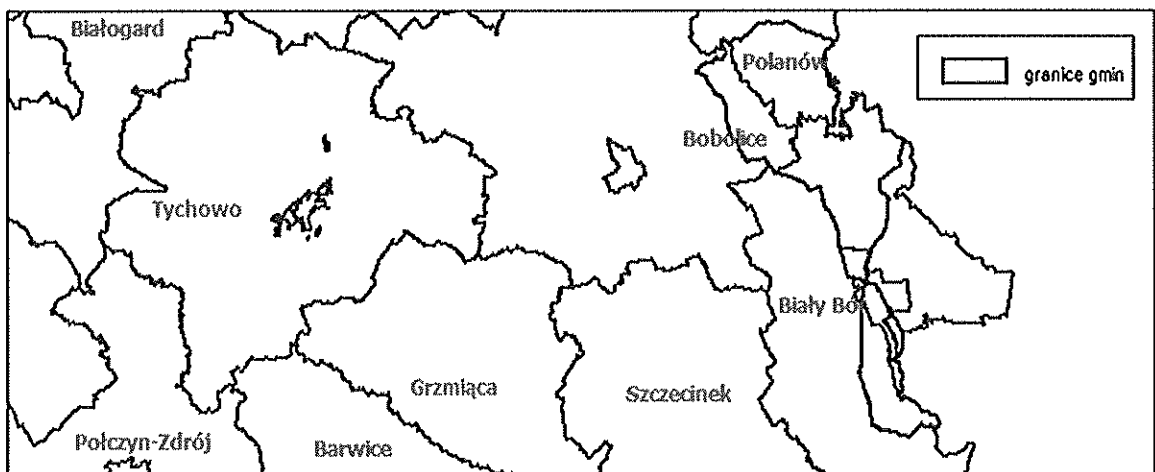 Białogard
Polanów
granice gmin
Bobolice
Tychowo
Biały Bór
Grzmiąca
Szczecinek
Połczyn-Zdrój
Barwice